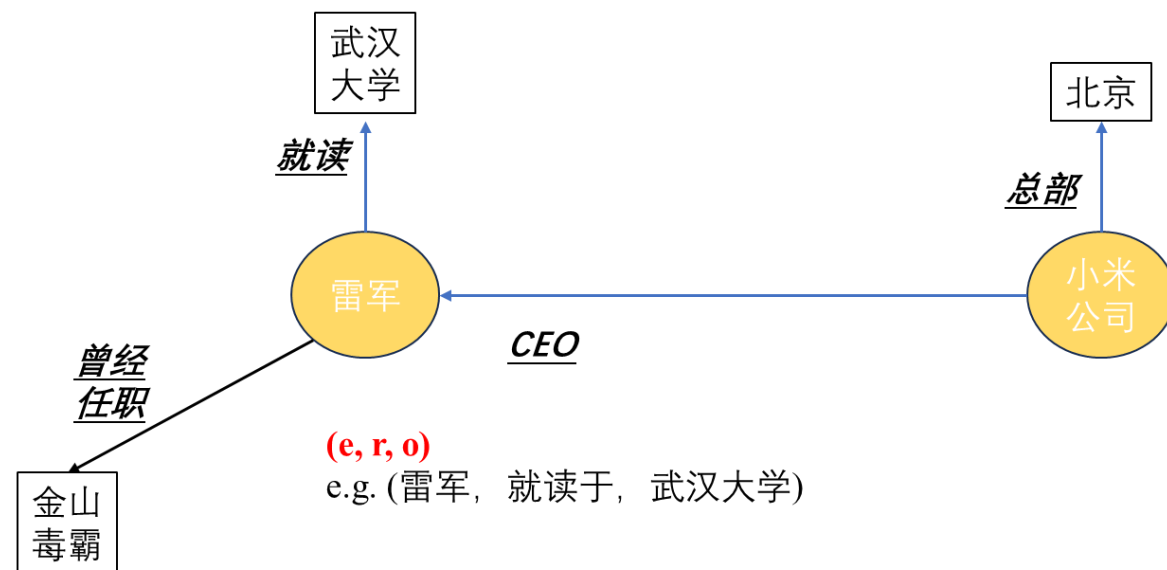 武汉
大学
北京
就读
总部
雷军
小米
公司
CEO
曾经
任职
(e, r, o)
e.g. (雷军，就读于，武汉大学)
金山
毒霸